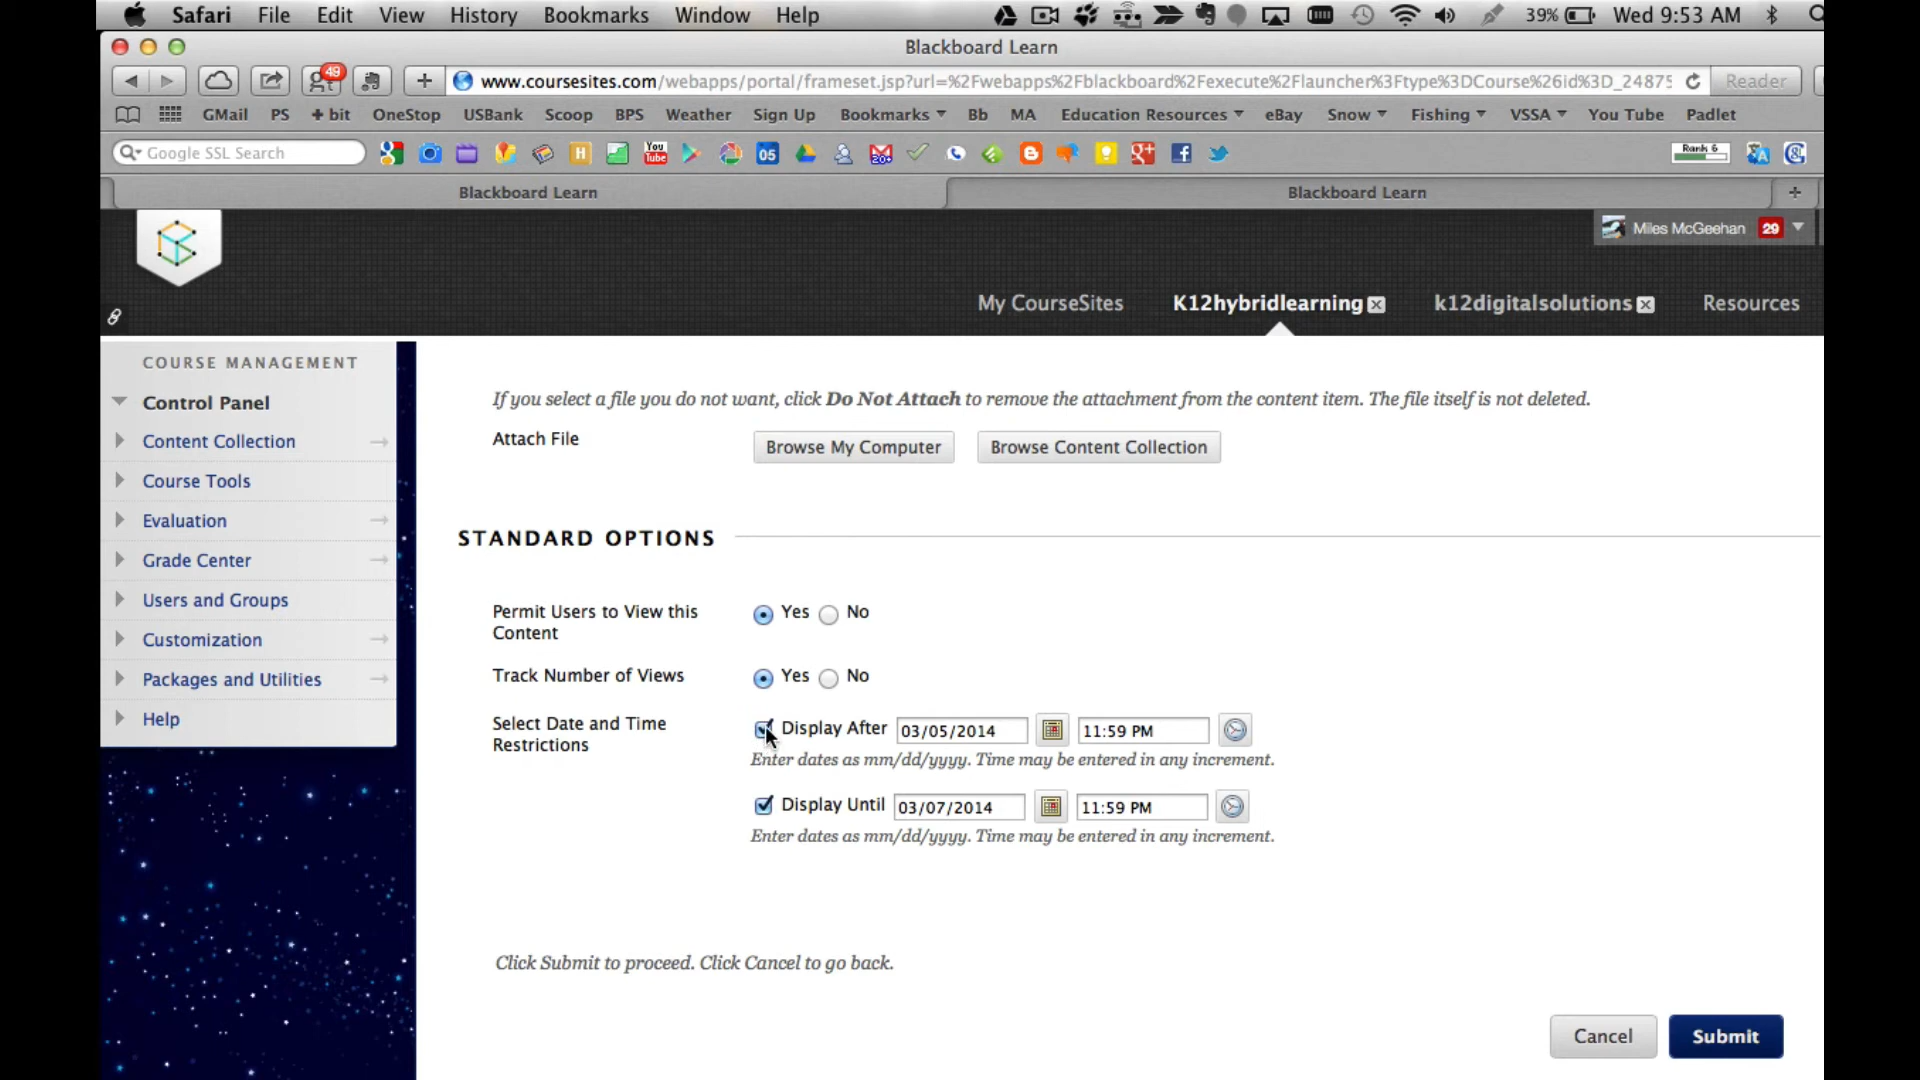 Safari File Edit View History Bookmarks Window Help 39% Wed 9:53 AM
Blackboard Learn
49 www.coursesites.com/webapps/portal/frameset.jsp?url=%2Fwebapps%2Fblackboard%2Fexecute%2Flauncher%3Ftype%3DCourse%26id%3D_24875 Reader
GMail PS + bit OneStop USBank Scoop BPS Weather Sign Up Bookmarks Bb MA Education Resources eBay Snow Fishing VSSA You Tube Padlet
Google SSL Search H You Tube 05 20+ Rank 6
Blackboard Learn Blackboard Learn +
Miles McGeehan 29
My CourseSites K12hybridlearning k12digitalsolutions Resources
COURSE MANAGEMENT
Control Panel
Content Collection
Course Tools
Evaluation
Grade Center
Users and Groups
Customization
Packages and Utilities
Help
If you select a file you do not want, click Do Not Attach to remove the attachment from the content item. The file itself is not deleted.
Attach File Browse My Computer Browse Content Collection
STANDARD OPTIONS
Permit Users to View this Yes No
Content
Track Number of Views Yes No
Select Date and Time Display After 03/05/2014 11:59 PM
Restrictions
Enter dates as mm/dd/yyyy. Time may be entered in any increment.
Display Until 03/07/2014 11:59 PM
Enter dates as mm/dd/yyyy. Time may be entered in any increment.
Click Submit to proceed. Click Cancel to go back.
Cancel Submit